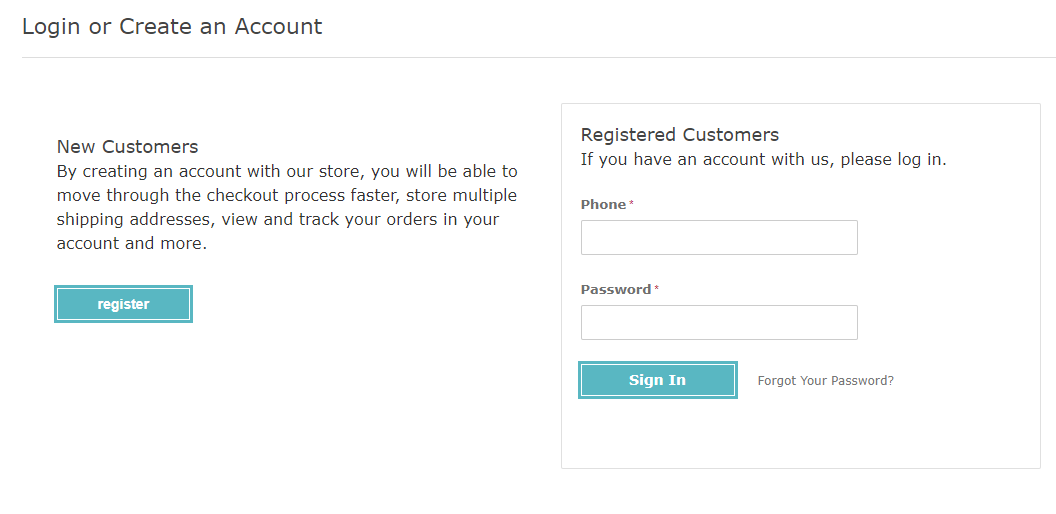 Login or Create an Account
New Customers
By creating an account with our store, you will be able to
move through the checkout process faster, store multiple
shipping addresses, view and track your orders in your
account and more.
register
Registered Customers
If you have an account with us, please log in.
Phone*
Password*
Sign In
Forgot Your Password?